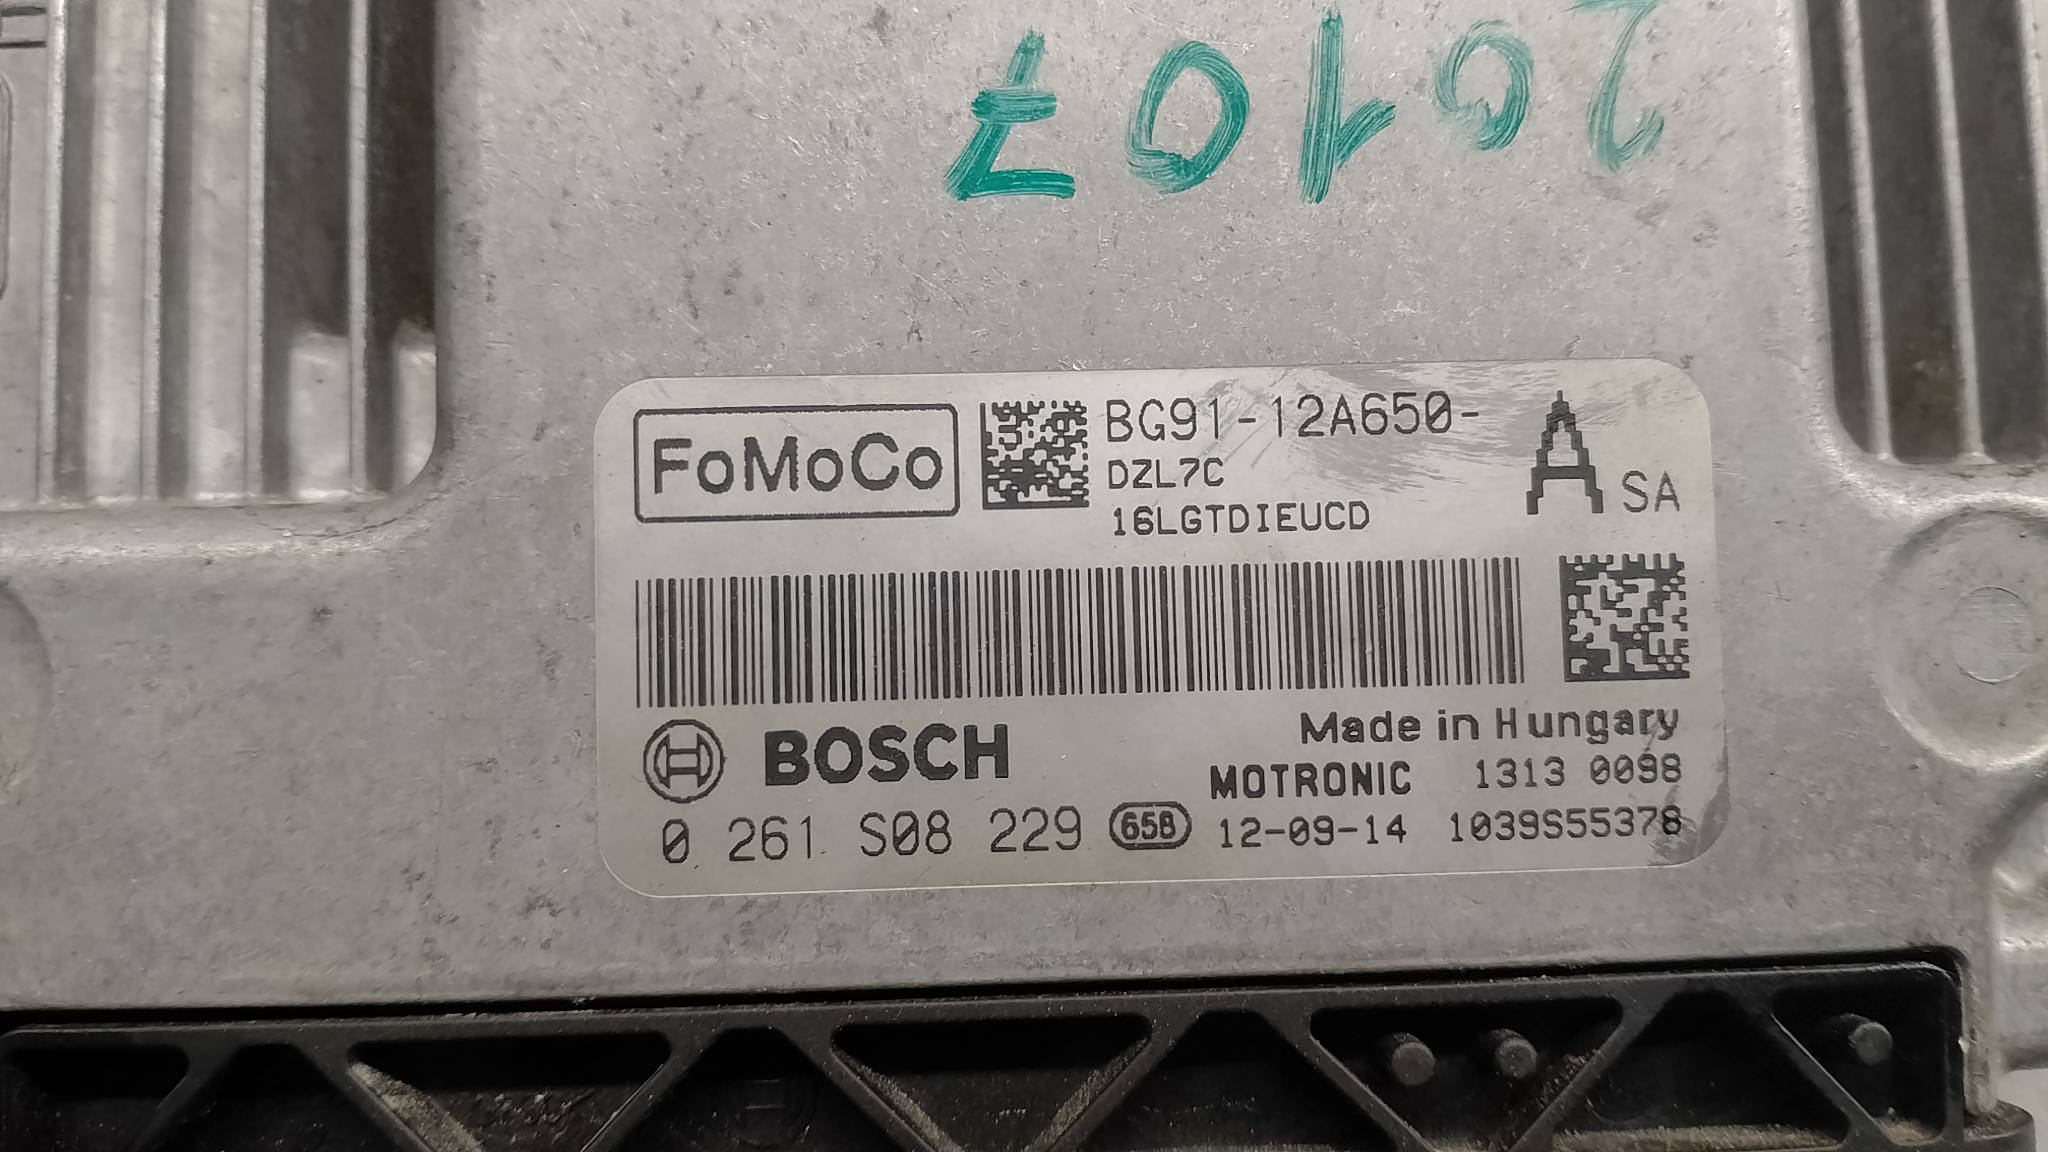 20107
FoMoCo
BG91-12A650-
A SA
DZL7C
16LGTDIEUCD
BOSCH
Made in Hungary
MOTRONIC 1313 0098
0 261 S08 229 658 12-09-14 1039S55378